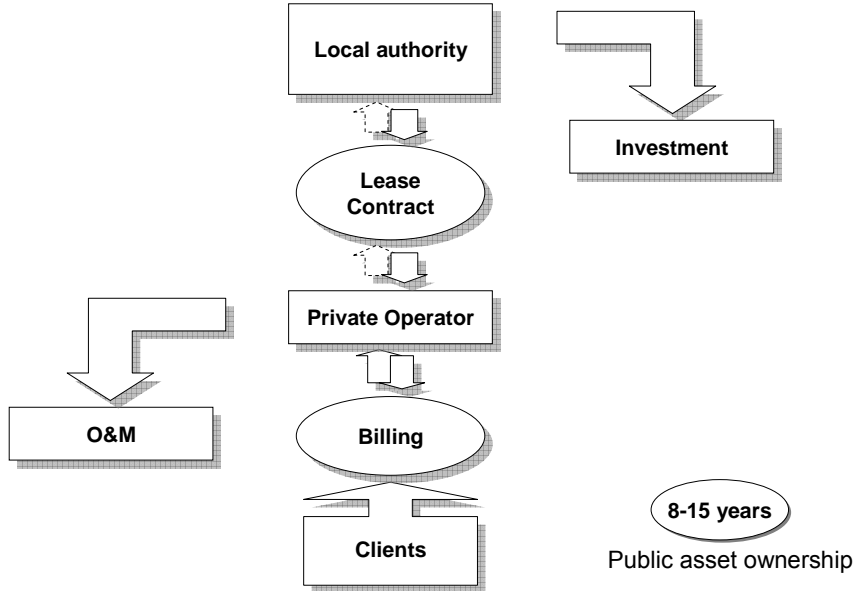 Local authority
Investment
Lease
Contract
Private Operator
O&M
Billing
8-15 years
Clients
Public asset ownership